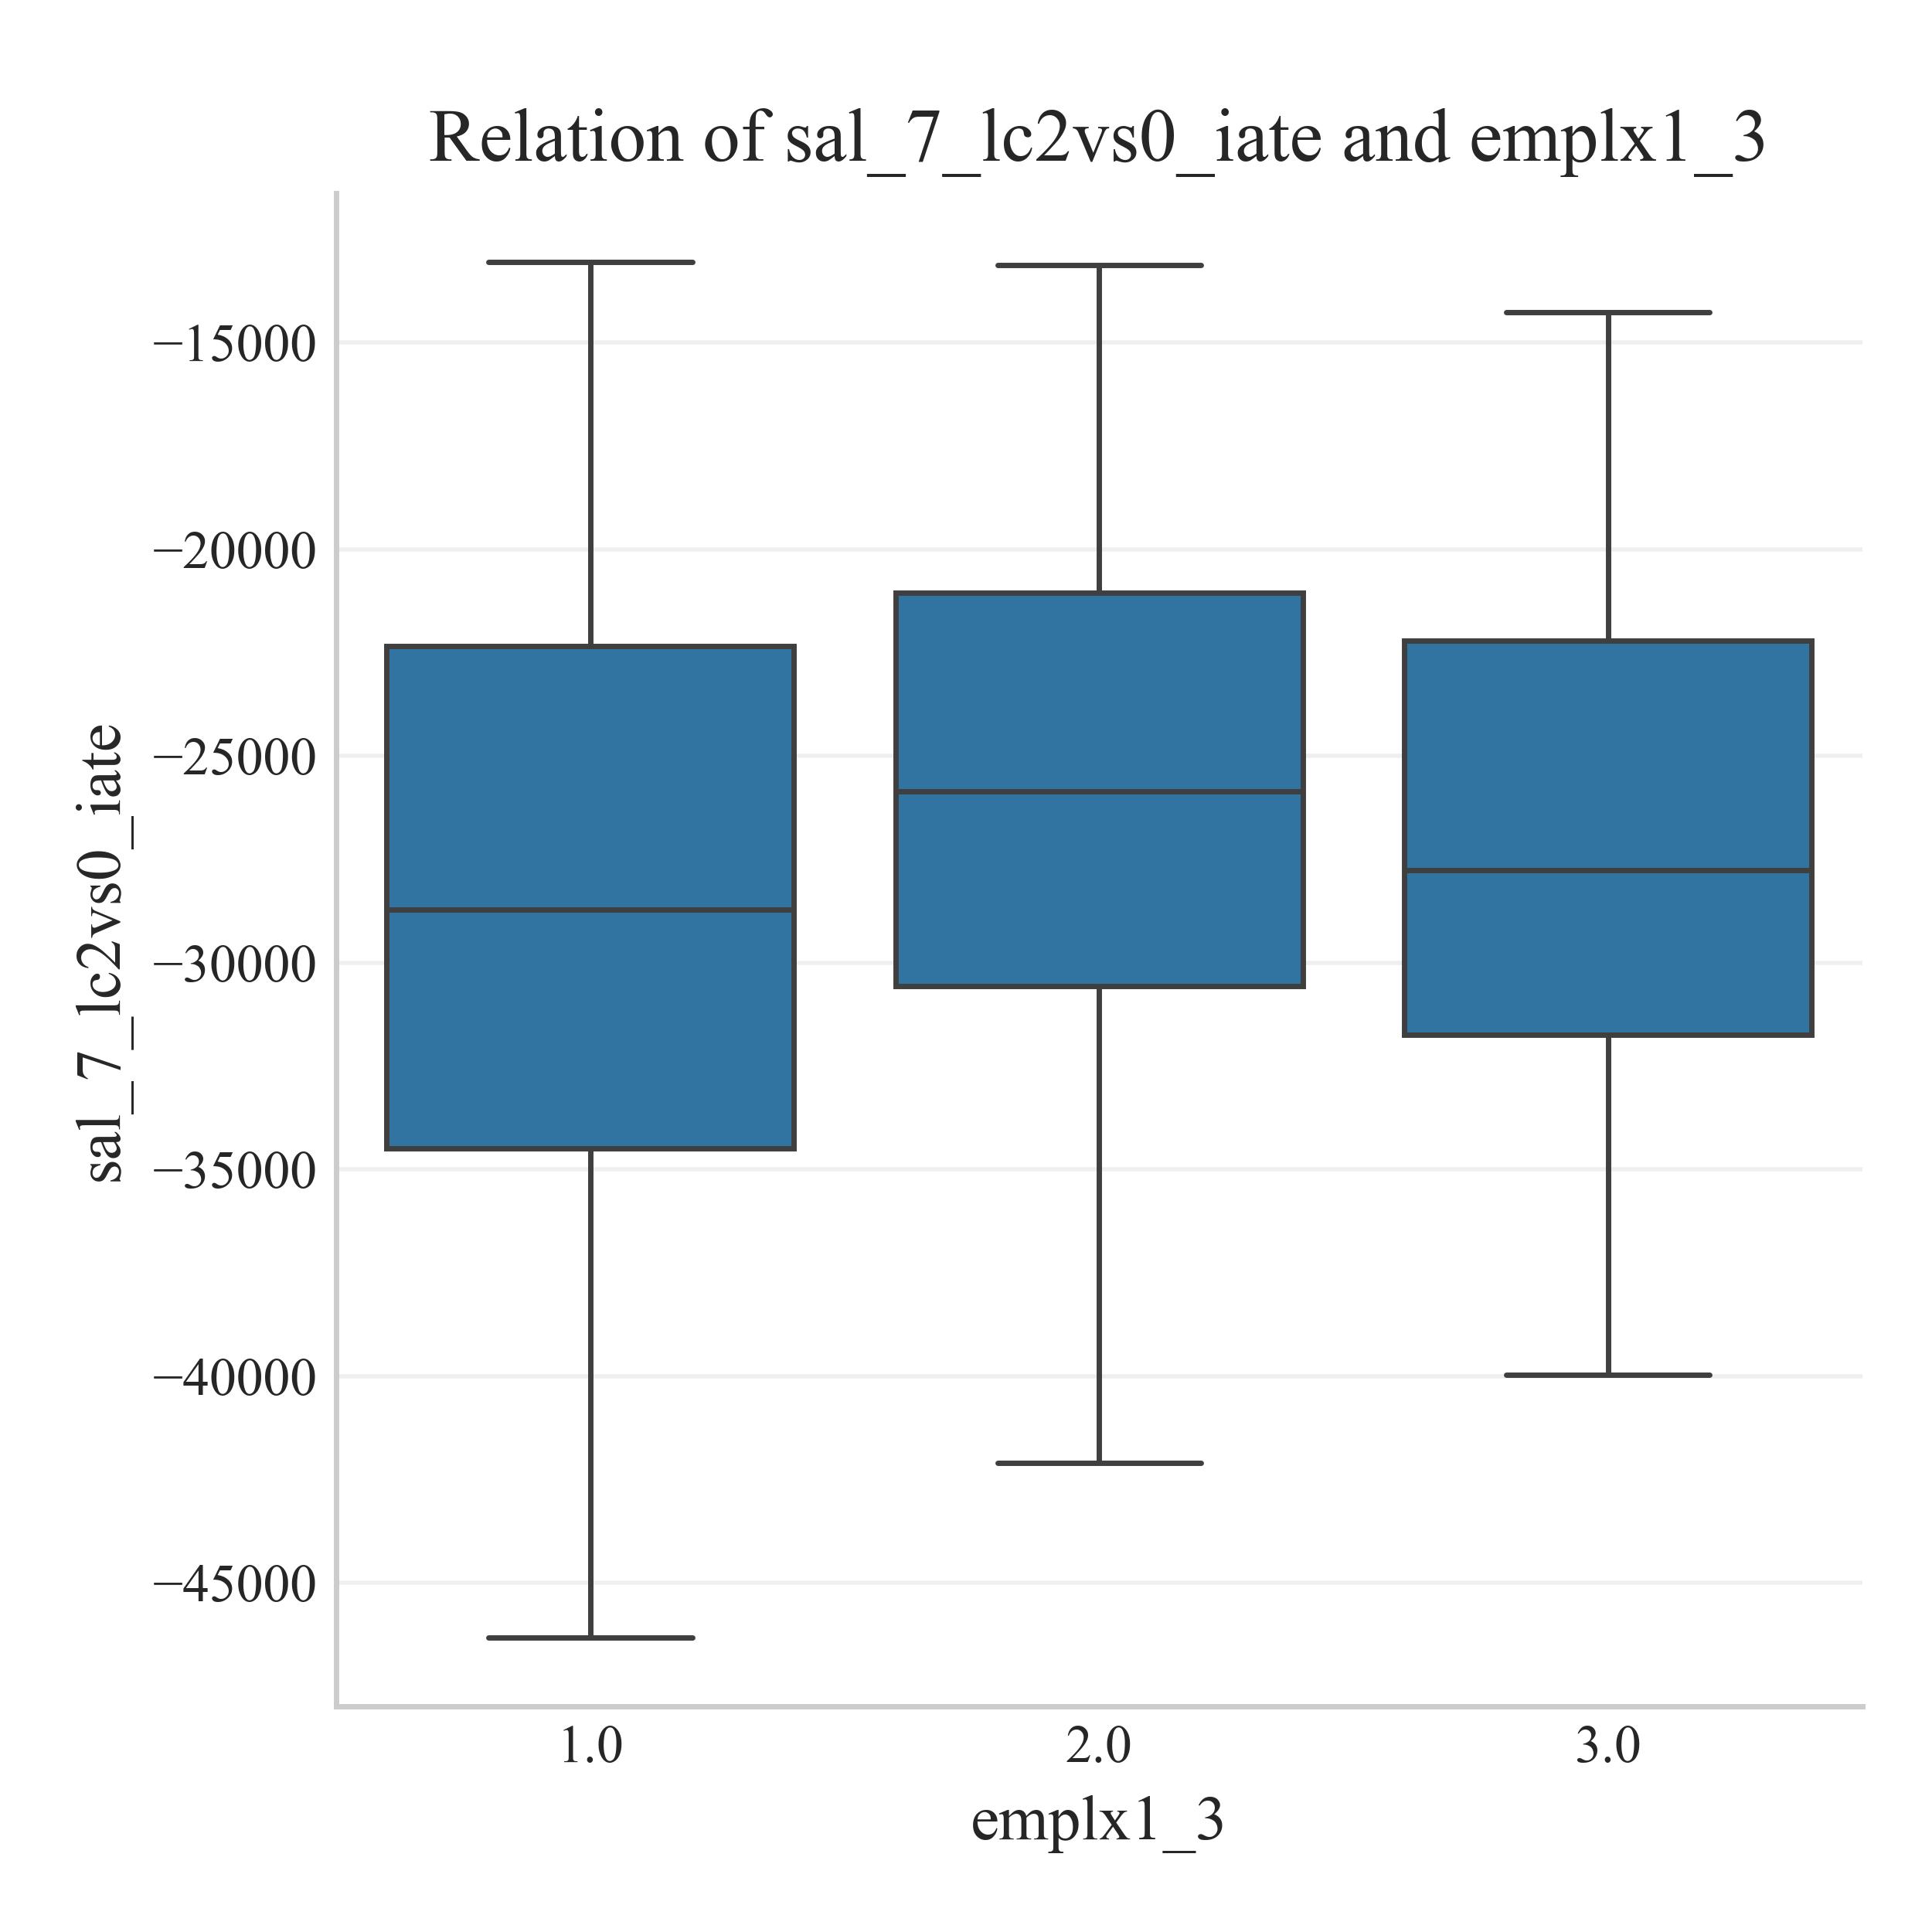 Relation of sal_7_lc2vs0_iate and emplx1_3
−15000
−20000
−25000
−30000
−35000
−40000
−45000
sal_7_lc2vs0_iate
1.0 2.0 3.0
emplx1_3